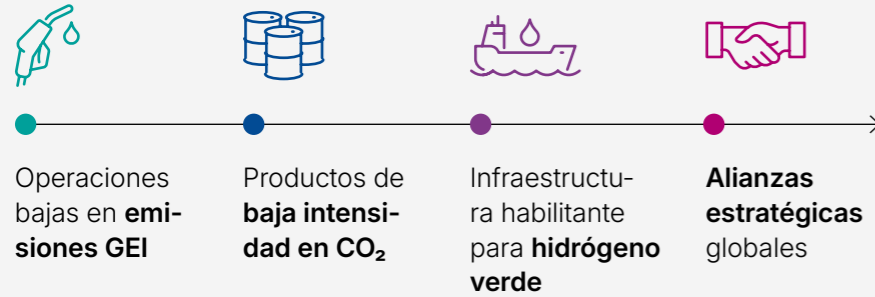 Operaciones
bajas en emi-
siones GEI
Productos de
baja intensi-
dad en CO₂
Infraestructu-
ra habilitante
para hidrógeno
verde
Alianzas
estratégicas
globales